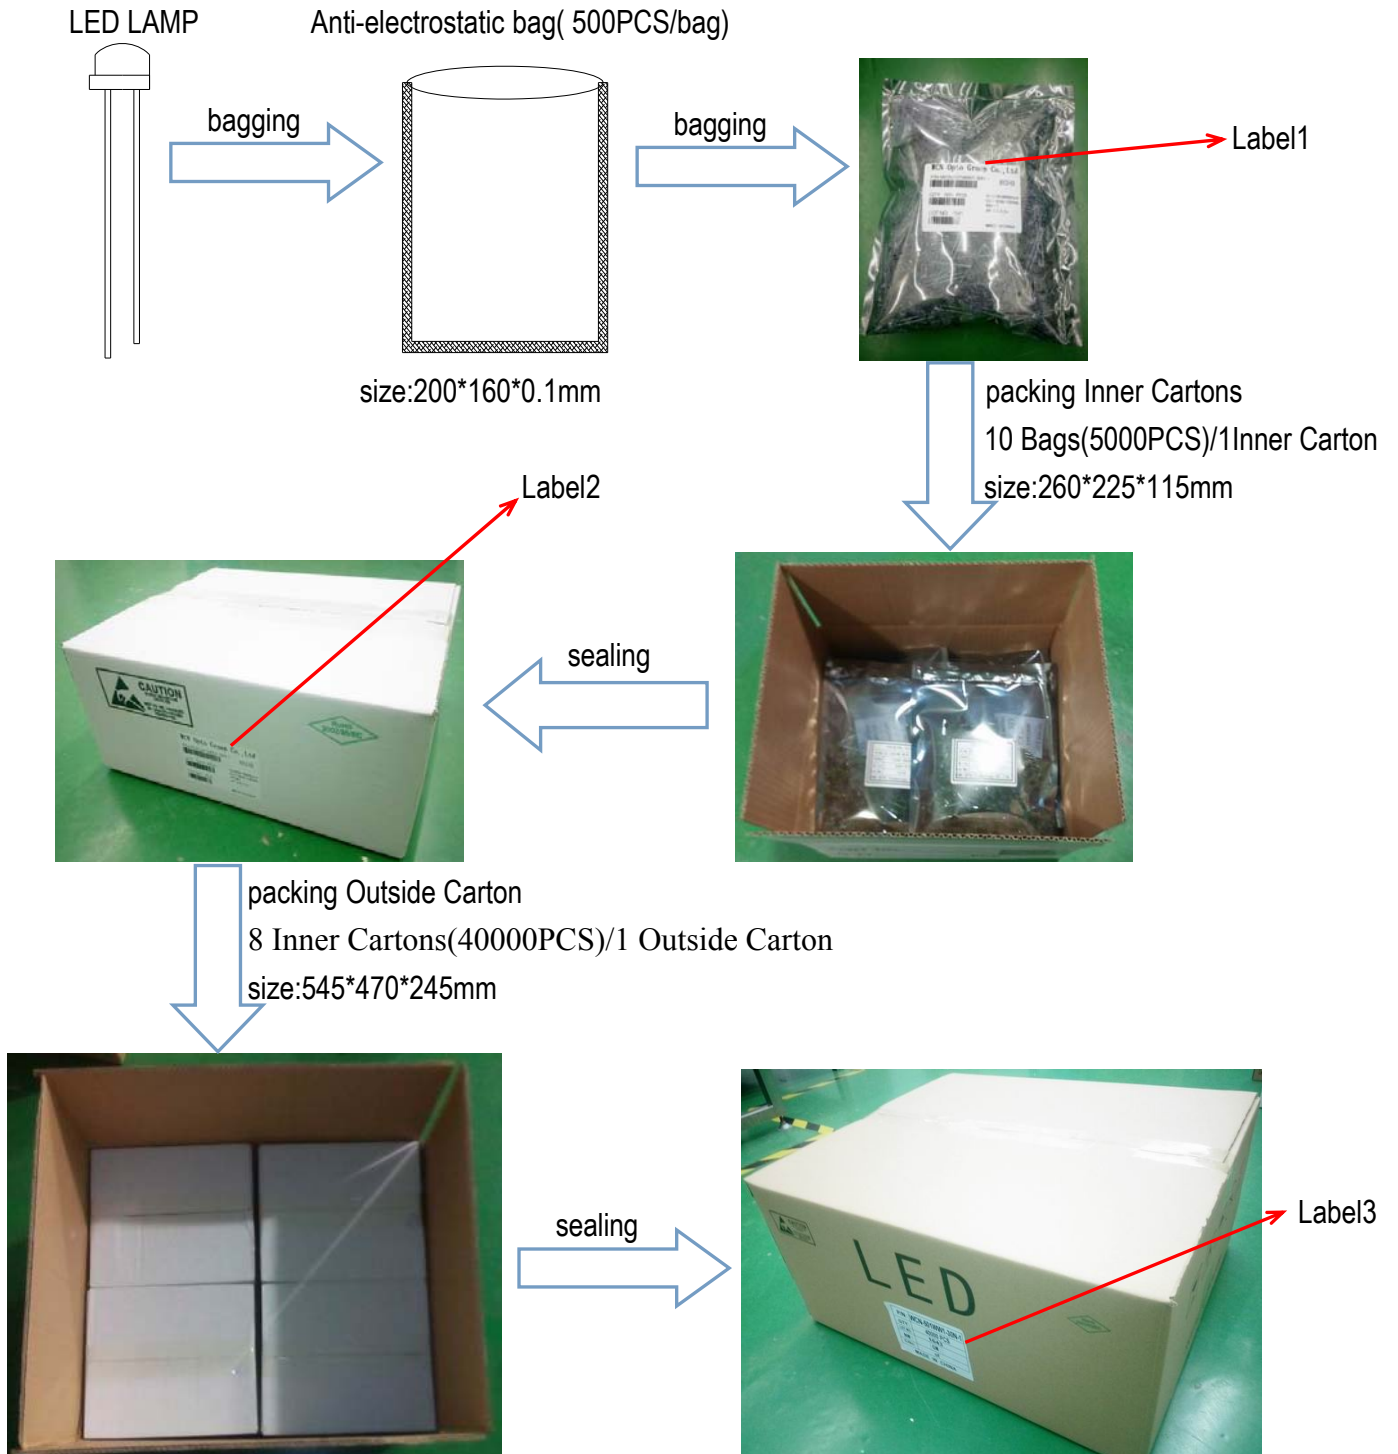 LED LAMP
Anti-electrostatic bag( 500PCS/bag)
bagging
bagging
Label1
size:200*160*0.1mm
packing Inner Cartons
10 Bags(5000PCS)/1Inner Carton
size:260*225*115mm
Label2
sealing
CAUTION
packing Outside Carton
8 Inner Cartons(40000PCS)/1 Outside Carton
size:545*470*245mm
sealing
Label3
LED